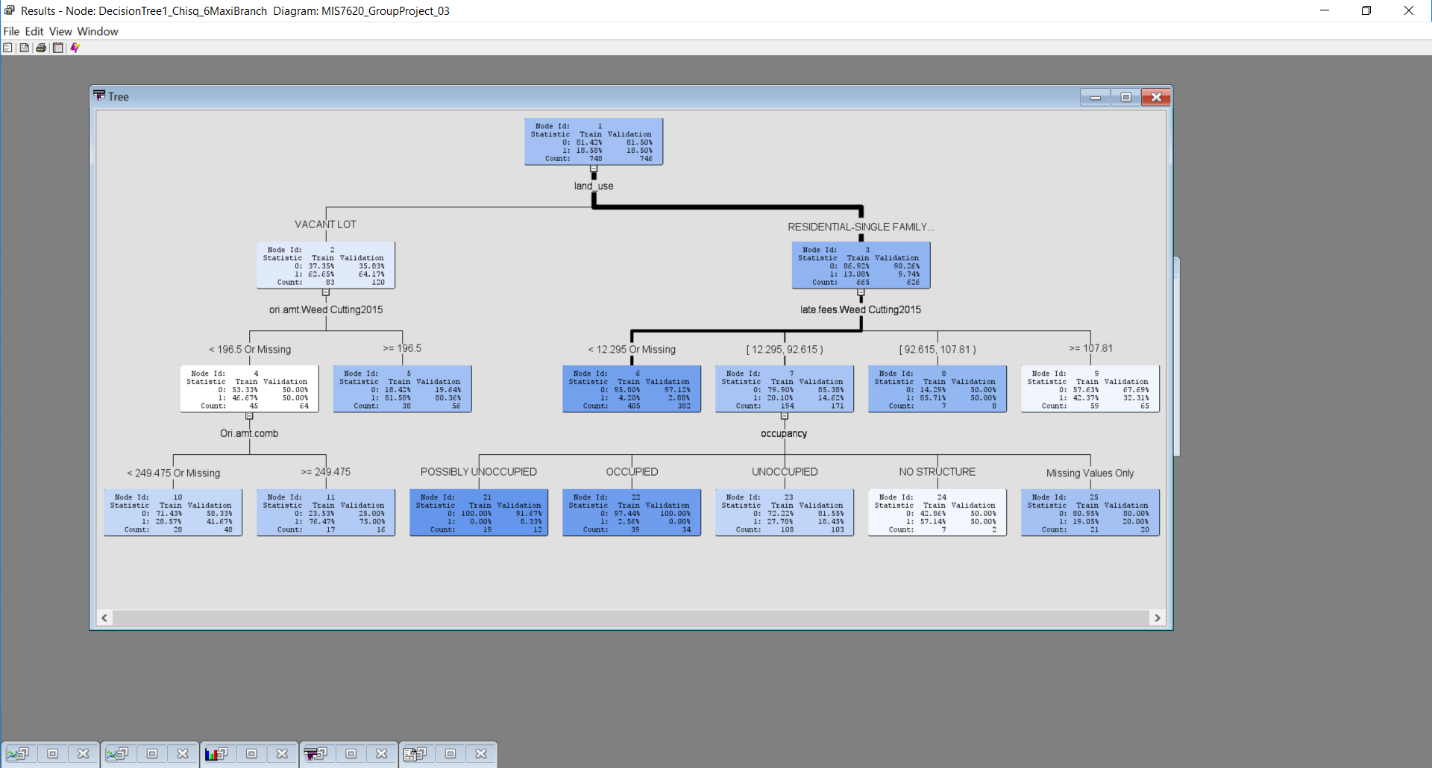 Results - Node: DecisionTree1_Chisq_6MaxiBranch Diagram: MIS7620_GroupProject_03
File Edit View Window
Tree
Node Id: 1
Statistic Train Validation
0: 81.42% 81.50%
1: 18.58% 18.50%
Count: 748 746
land_use
VACANT LOT
RESIDENTIAL-SINGLE FAMILY...
Node Id: 2
Statistic Train Validation
0: 37.35% 35.83%
1: 62.65% 64.17%
Count: 83 120
Node Id: 3
Statistic Train Validation
0: 86.92% 90.26%
1: 13.08% 9.74%
Count: 665 626
ori.amt.Weed Cutting2015
late.fees.Weed Cutting2015
< 196.5 Or Missing
>= 196.5
< 12.295 Or Missing
[ 12.295, 92.615 )
[ 92.615, 107.81 )
>= 107.81
Node Id: 4
Statistic Train Validation
0: 53.33% 50.00%
1: 46.67% 50.00%
Count: 45 64
Node Id: 5
Statistic Train Validation
0: 18.42% 19.64%
1: 81.58% 80.36%
Count: 38 56
Node Id: 6
Statistic Train Validation
0: 95.80% 97.12%
1: 4.20% 2.88%
Count: 405 382
Node Id: 7
Statistic Train Validation
0: 79.90% 85.38%
1: 20.10% 14.62%
Count: 194 171
Node Id: 8
Statistic Train Validation
0: 14.29% 50.00%
1: 85.71% 50.00%
Count: 7 8
Node Id: 9
Statistic Train Validation
0: 57.63% 67.69%
1: 42.37% 32.31%
Count: 59 65
Ori.amt.comb
occupancy
< 249.475 Or Missing
>= 249.475
POSSIBLY UNOCCUPIED
OCCUPIED
UNOCCUPIED
NO STRUCTURE
Missing Values Only
Node Id: 10
Statistic Train Validation
0: 71.43% 58.33%
1: 28.57% 41.67%
Count: 28 48
Node Id: 11
Statistic Train Validation
0: 23.53% 25.00%
1: 76.47% 75.00%
Count: 17 16
Node Id: 21
Statistic Train Validation
0: 100.00% 91.67%
1: 0.00% 8.33%
Count: 19 12
Node Id: 22
Statistic Train Validation
0: 97.44% 100.00%
1: 2.56% 0.00%
Count: 39 34
Node Id: 23
Statistic Train Validation
0: 72.22% 81.55%
1: 27.78% 18.45%
Count: 108 103
Node Id: 24
Statistic Train Validation
0: 42.86% 50.00%
1: 57.14% 50.00%
Count: 7 2
Node Id: 25
Statistic Train Validation
0: 80.95% 80.00%
1: 19.05% 20.00%
Count: 21 20